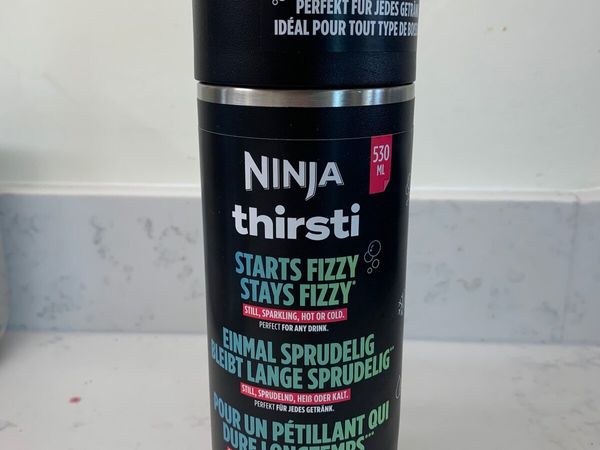 PERFEKT FÜR JEDES
IDÉAL POUR TOUT TYPE DE
NINJA
530
ML
thirsti
STARTS FIZZY
STAYS FIZZY*
STILL, SPARKLING, HOT OR COLD.
PERFECT FOR ANY DRINK.
EINMAL SPRUDELIG
BLEIBT LANGE SPRUDELIG**
STILL, SPRUDELND, HEIß ODER KALT.
PERFEKT FÜR JEDES GETRÄNK.
POUR UN PÉTILLANT QUI
DURE LONGTEMPS***